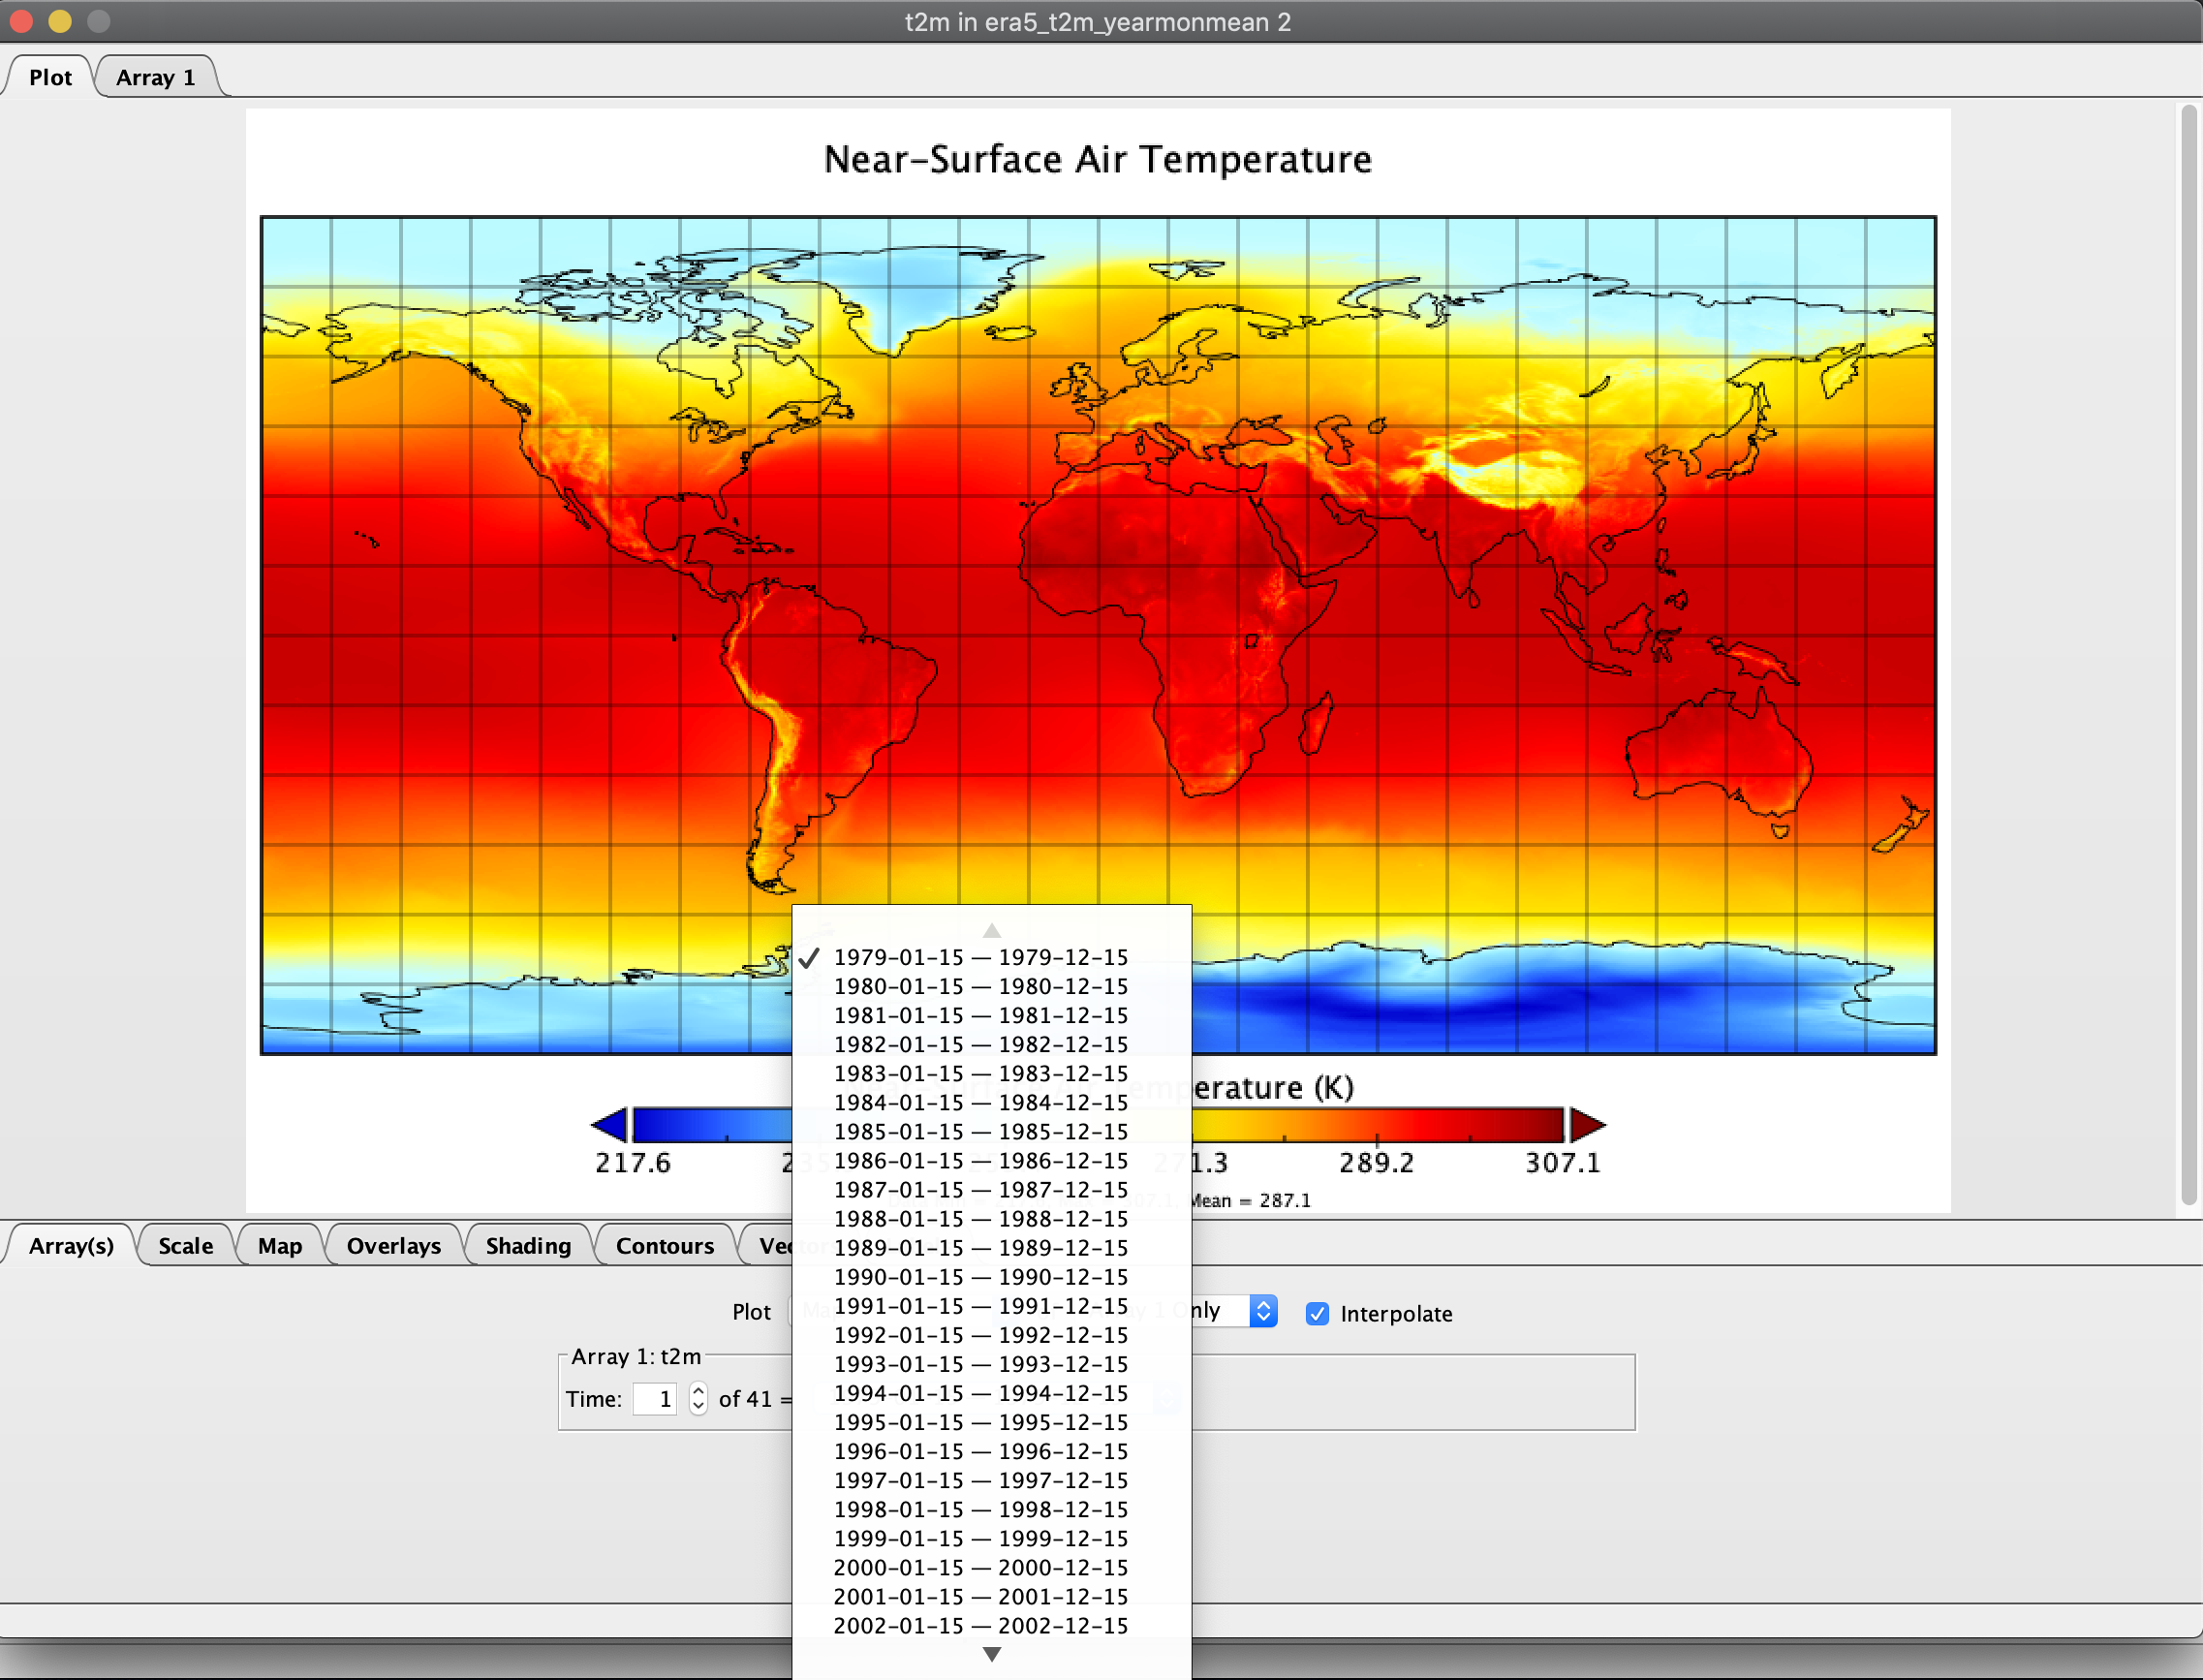 t2m in era5_t2m_yearmonmean 2
Plot Array 1
Near-Surface Air Temperature
1979-01-15 — 1979-12-15
1980-01-15 — 1980-12-15
1981-01-15 — 1981-12-15
1982-01-15 — 1982-12-15
1983-01-15 — 1983-12-15
1984-01-15 — 1984-12-15
1985-01-15 — 1985-12-15
1986-01-15 — 1986-12-15
1987-01-15 — 1987-12-15
1988-01-15 — 1988-12-15
1989-01-15 — 1989-12-15
1990-01-15 — 1990-12-15
1991-01-15 — 1991-12-15
1992-01-15 — 1992-12-15
1993-01-15 — 1993-12-15
1994-01-15 — 1994-12-15
1995-01-15 — 1995-12-15
1996-01-15 — 1996-12-15
1997-01-15 — 1997-12-15
1998-01-15 — 1998-12-15
1999-01-15 — 1999-12-15
2000-01-15 — 2000-12-15
2001-01-15 — 2001-12-15
2002-01-15 — 2002-12-15
Temperature (K)
217.6 271.3 289.2 307.1
Mean = 287.1
Array(s) Scale Map Overlays Shading Contours
Plot Only Interpolate
Array 1: t2m
Time: 1 of 41 =